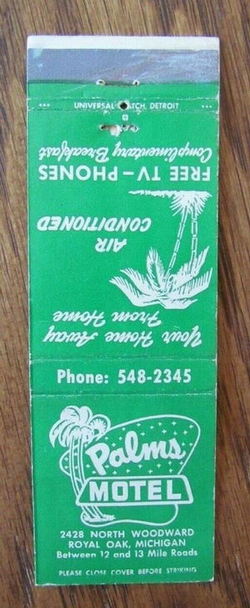 UNIVERSAL MATCH, DETROIT
Your Home Away
From Home
AIR
CONDITIONED
FREE TV - PHONES
Complimentary Breakfast
Phone: 548-2345
Palms
MOTEL
2428 NORTH WOODWARD
ROYAL OAK, MICHIGAN
Between 12 and 13 Mile Roads
PLEASE CLOSE COVER BEFORE STRIKING